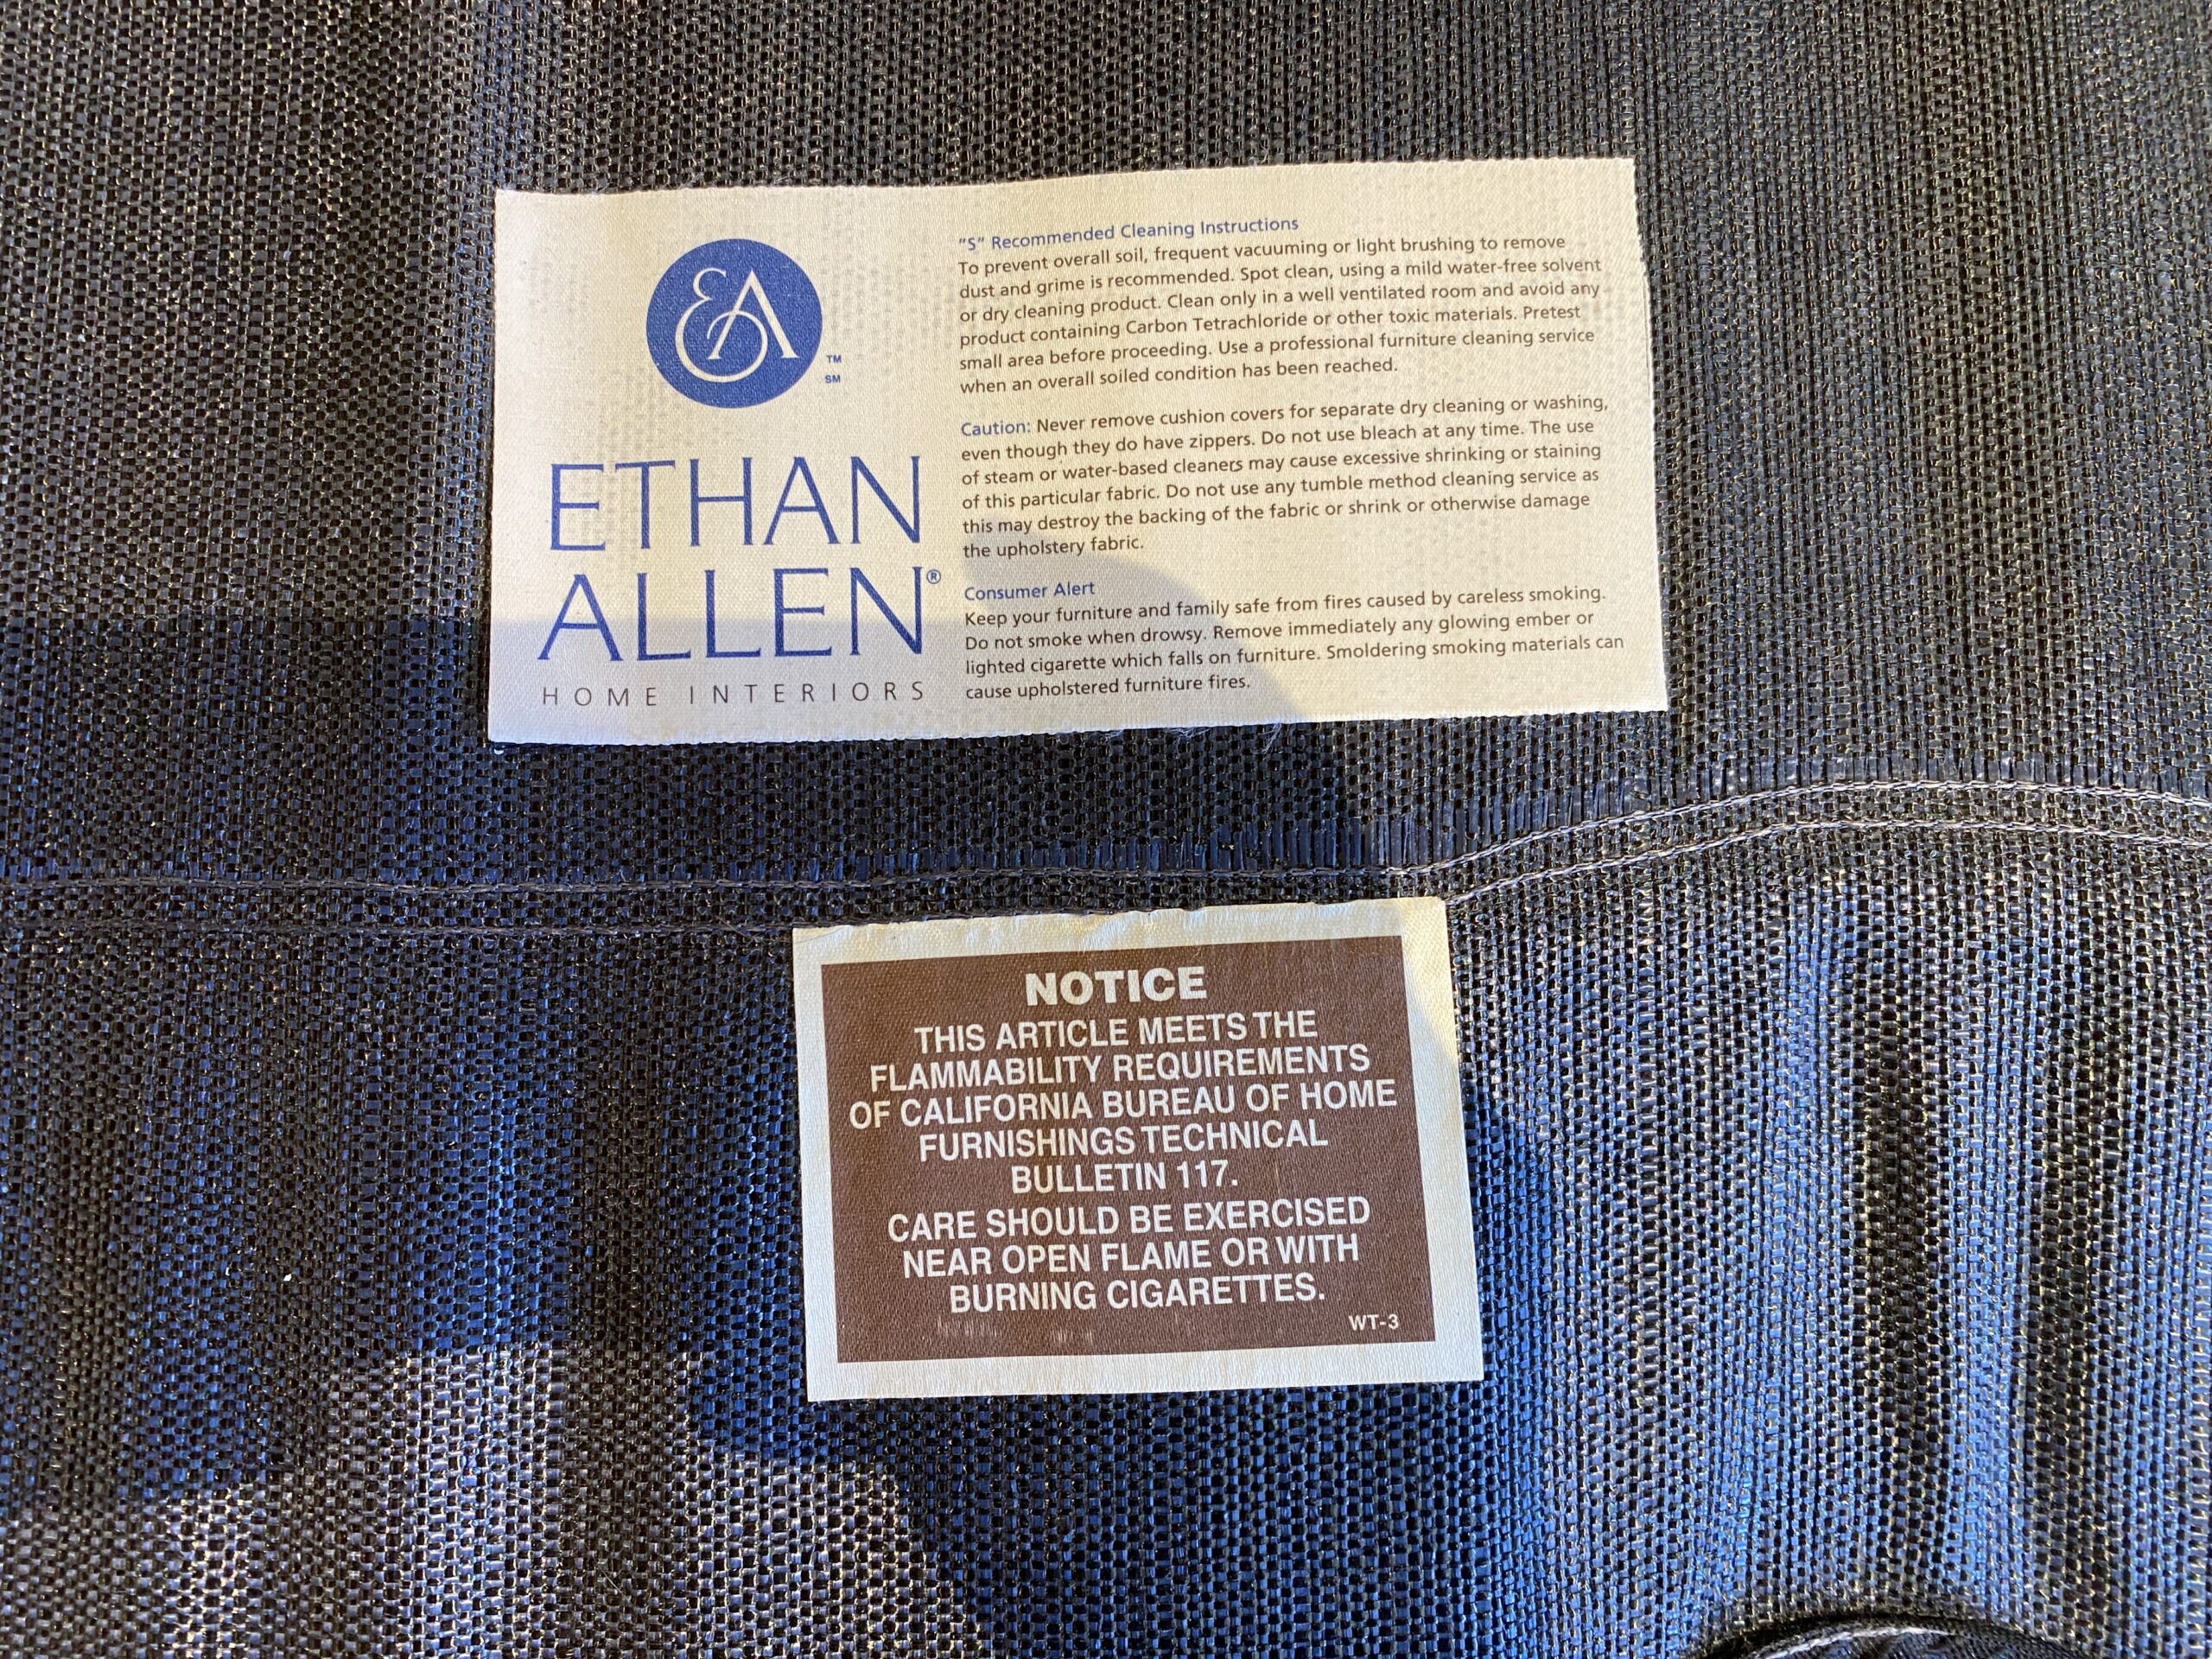 EA
TM
SM
ETHAN
ALLEN®
HOME INTERIORS
"S" Recommended Cleaning Instructions
To prevent overall soil, frequent vacuuming or light brushing to remove
dust and grime is recommended. Spot clean, using a mild water-free solvent
or dry cleaning product. Clean only in a well ventilated room and avoid any
product containing Carbon Tetrachloride or other toxic materials. Pretest
small area before proceeding. Use a professional furniture cleaning service
when an overall soiled condition has been reached.
Caution: Never remove cushion covers for separate dry cleaning or washing,
even though they do have zippers. Do not use bleach at any time. The use
of steam or water-based cleaners may cause excessive shrinking or staining
of this particular fabric. Do not use any tumble method cleaning service as
this may destroy the backing of the fabric or shrink or otherwise damage
the upholstery fabric.
Consumer Alert
Keep your furniture and family safe from fires caused by careless smoking.
Do not smoke when drowsy. Remove immediately any glowing ember or
lighted cigarette which falls on furniture. Smoldering smoking materials can
cause upholstered furniture fires.
NOTICE
THIS ARTICLE MEETS THE
FLAMMABILITY REQUIREMENTS
OF CALIFORNIA BUREAU OF HOME
FURNISHINGS TECHNICAL
BULLETIN 117.
CARE SHOULD BE EXERCISED
NEAR OPEN FLAME OR WITH
BURNING CIGARETTES.
WT-3